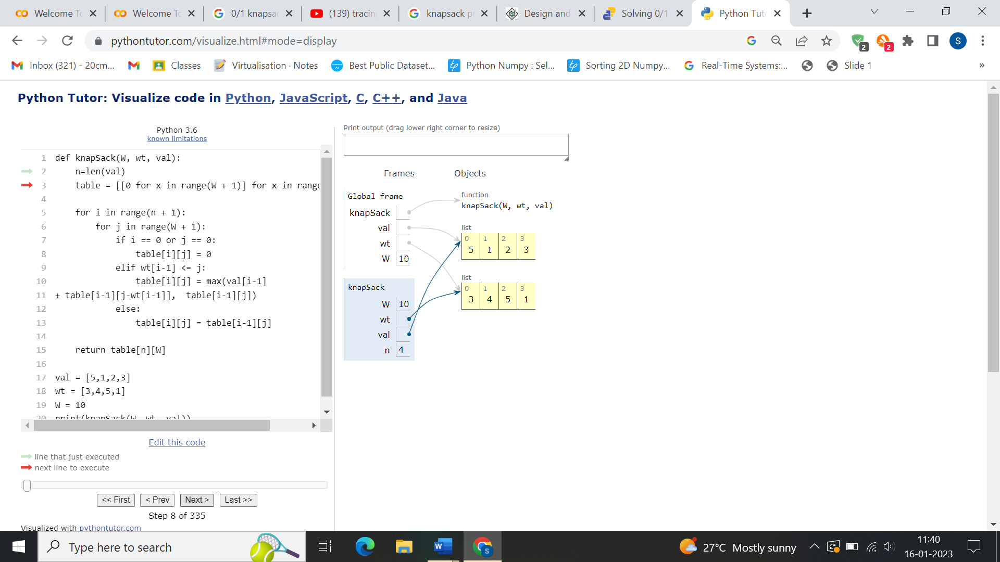 Welcome To
Welcome To
0/1 knapsac
(139) tracin
knapsack p
Design and
Solving 0/1
Python Tut
pythontutor.com/visualize.html#mode=display
2
2
S
Inbox (321) - 20cm...
Classes
Virtualisation · Notes
Best Public Dataset...
Python Numpy : Sel...
Sorting 2D Numpy...
Real-Time Systems:...
Slide 1
»
Python Tutor: Visualize code in Python, JavaScript, C, C++, and Java
Python 3.6
known limitations
1 def knapSack(W, wt, val):
2 n=len(val)
3 table = [[0 for x in range(W + 1)] for x in range
4
5 for i in range(n + 1):
6 for j in range(W + 1):
7 if i == 0 or j == 0:
8 table[i][j] = 0
9 elif wt[i-1] <= j:
10 table[i][j] = max(val[i-1]
11 + table[i-1][j-wt[i-1]], table[i-1][j])
12 else:
13 table[i][j] = table[i-1][j]
14
15 return table[n][W]
16
17 val = [5,1,2,3]
18 wt = [3,4,5,1]
19 W = 10
20 print(knapSack(W, wt, val))
Edit this code
line that just executed
next line to execute
<< First < Prev Next > Last >>
Step 8 of 335
Visualized with pythontutor.com
Print output (drag lower right corner to resize)
Frames Objects
Global frame
knapSack
val
wt
W 10
knapSack
W 10
wt
val
n 4
function
knapSack(W, wt, val)
list
0 1 2 3
5 1 2 3
list
0 1 2 3
3 4 5 1
Type here to search
W
S
27°C Mostly sunny
11:40
16-01-2023